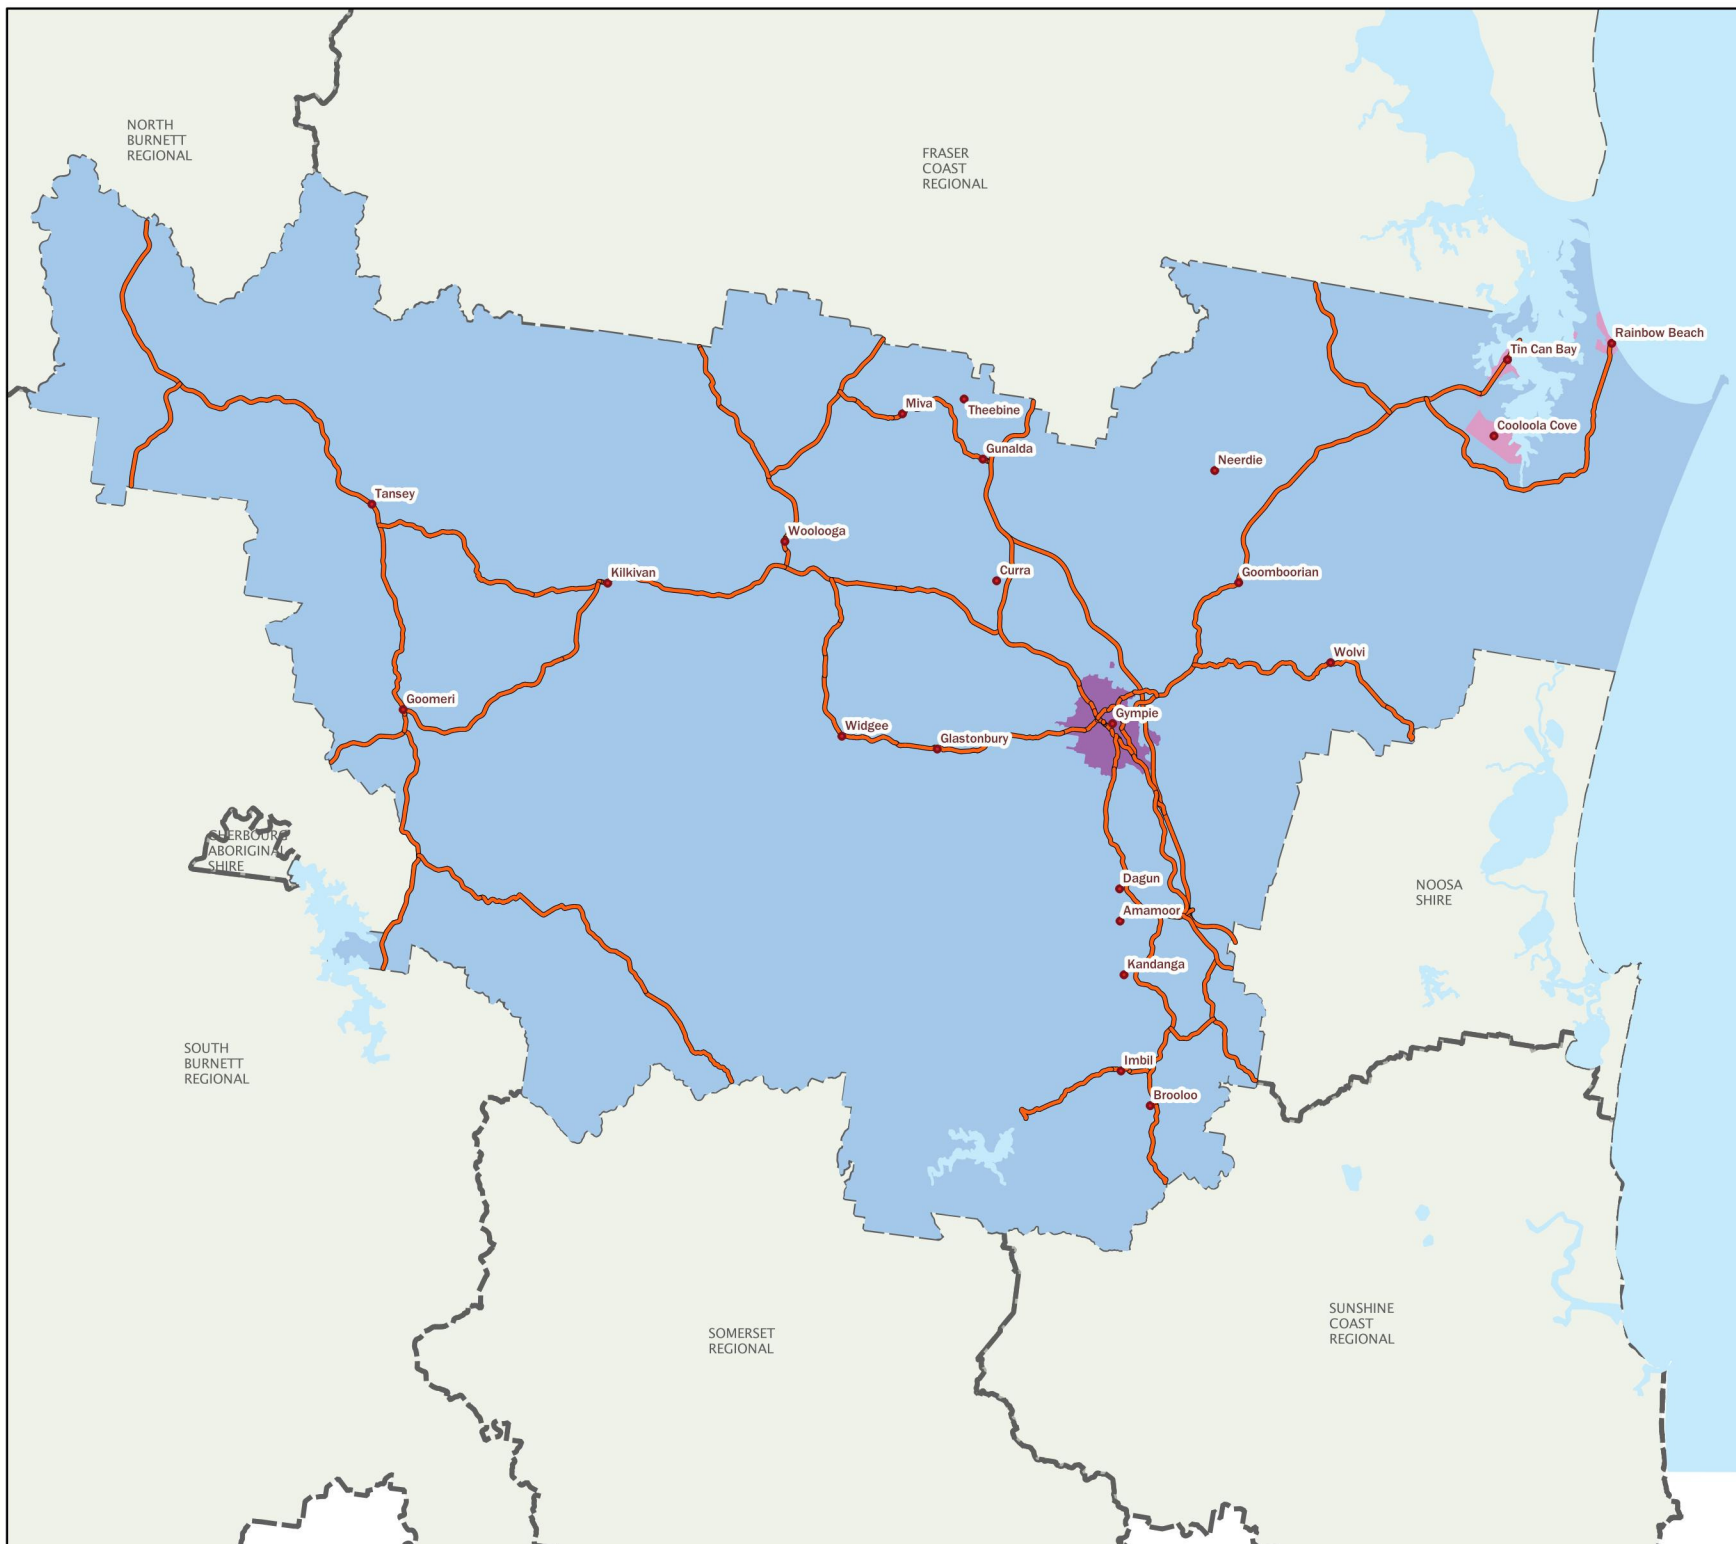 NORTH
BURNETT
REGIONAL
FRASER
COAST
REGIONAL
Rainbow Beach
Tin Can Bay
Miva
Theebine
Cooloola Cove
Gunalda
Neerdie
Tansey
Woolooga
Kilkivan
Curra
Goomboorian
Wolvi
Goomeri
Gympie
Widgee
Glastonbury
CHERBOURG
ABORIGINAL
SHIRE
Dagun
NOOSA
SHIRE
Amamoor
Kandanga
SOUTH
BURNETT
REGIONAL
Imbil
Brooloo
SUNSHINE
COAST
REGIONAL
SOMERSET
REGIONAL